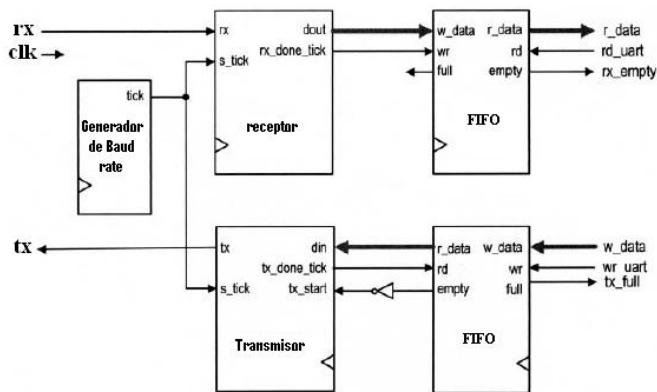 rx
clk
rx
dout
rx_done_tick
s_tick
receptor
w_data
r_data
wr
rd
full
empty
FIFO
r_data
rd_uart
rx_empty
tick
Generador
de Baud
rate
tx
tx
din
tx_done_tick
s_tick
tx_start
Transmisor
r_data
w_data
rd
wr
empty
full
FIFO
w_data
wr_uart
tx_full